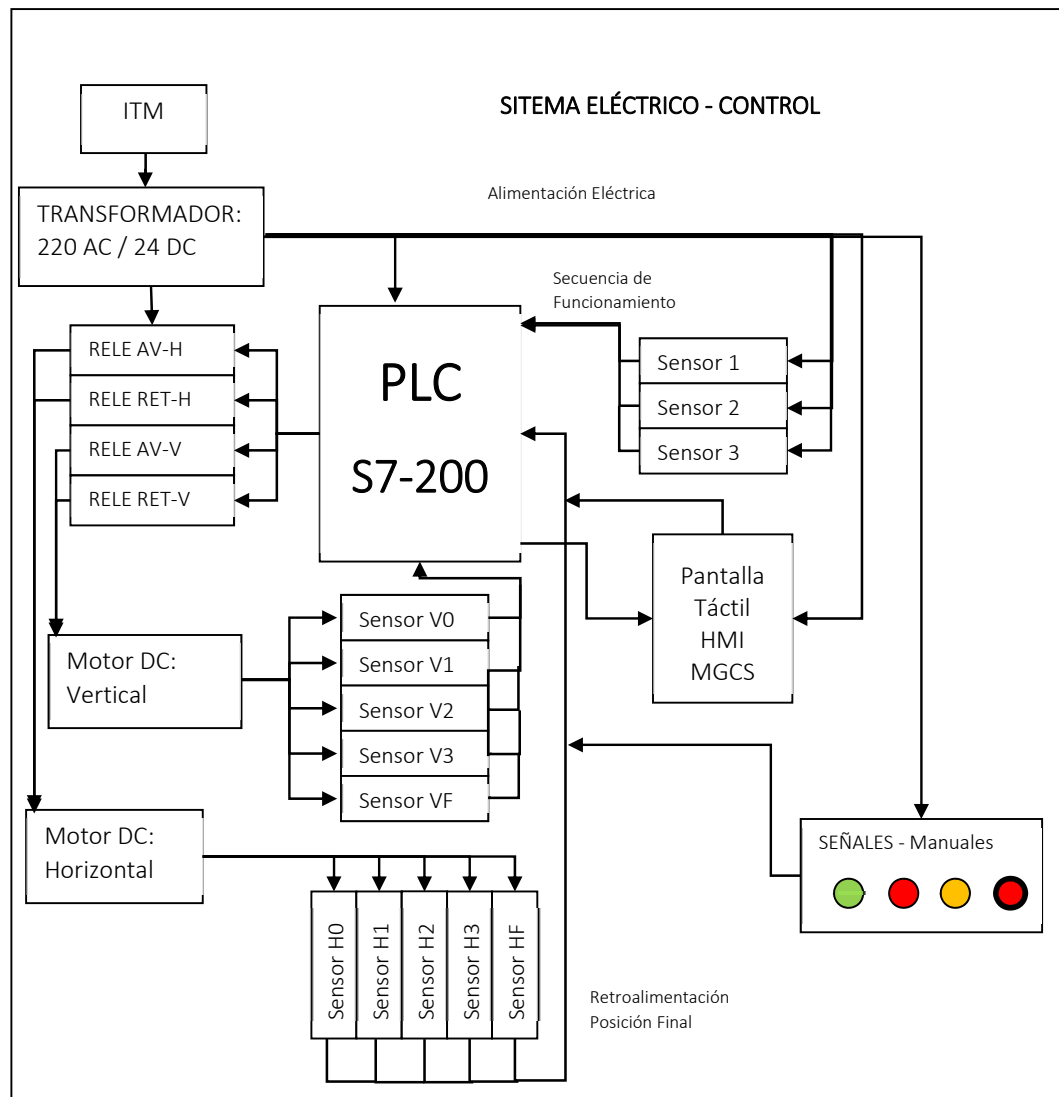 ITM
SITEMA ELÉCTRICO - CONTROL
TRANSFORMADOR:
220 AC / 24 DC
Alimentación Eléctrica
Secuencia de
Funcionamiento
RELE AV-H
RELE RET-H
RELE AV-V
RELE RET-V
PLC
S7-200
Sensor 1
Sensor 2
Sensor 3
Pantalla
Táctil
HMI
MGCS
Sensor V0
Sensor V1
Sensor V2
Sensor V3
Sensor VF
Motor DC:
Vertical
Motor DC:
Horizontal
SEÑALES - Manuales
Sensor H0
Sensor H1
Sensor H2
Sensor H3
Sensor HF
Retroalimentación
Posición Final